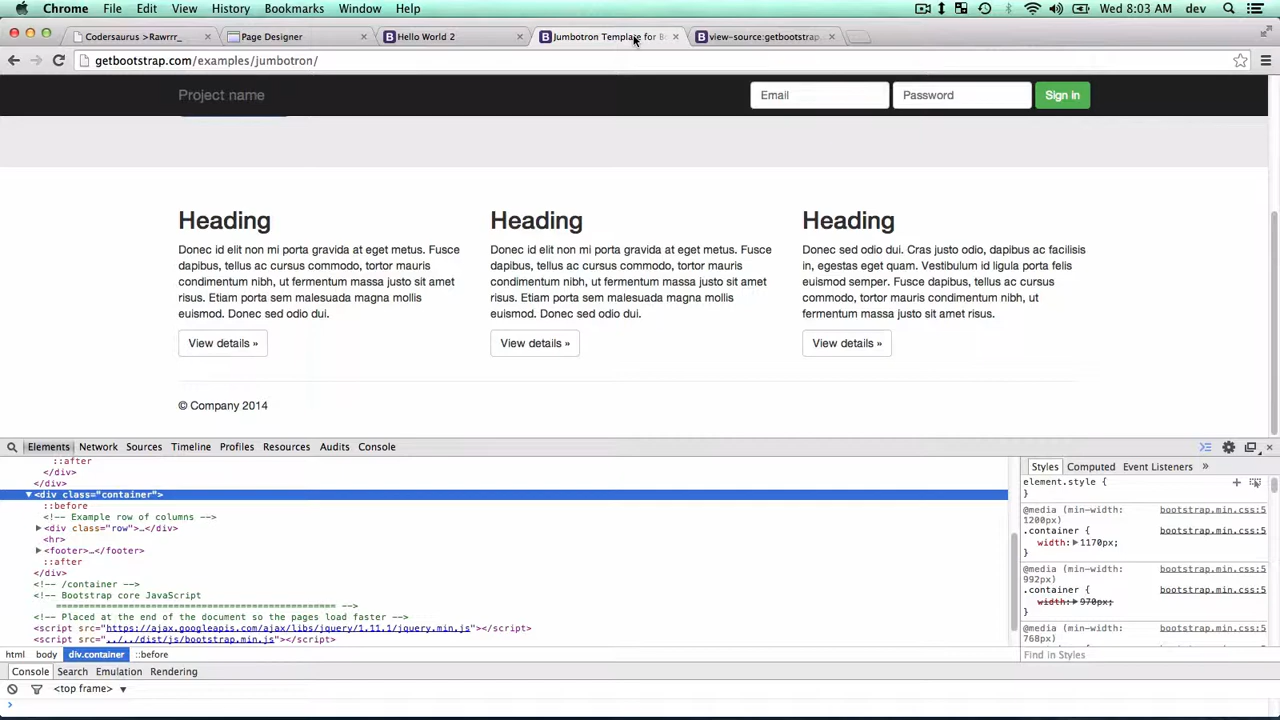 Chrome File Edit View History Bookmarks Window Help Wed 8:03 AM dev
Codersaurus >Rawrrr_ Page Designer Hello World 2 Jumbotron Template for Bo view-source:getbootstrap.
getbootstrap.com/examples/jumbotron/
Project name Email Password Sign in
Heading Heading Heading
Donec id elit non mi porta gravida at eget metus. Fusce Donec id elit non mi porta gravida at eget metus. Fusce Donec sed odio dui. Cras justo odio, dapibus ac facilisis
dapibus, tellus ac cursus commodo, tortor mauris dapibus, tellus ac cursus commodo, tortor mauris in, egestas eget quam. Vestibulum id ligula porta felis
condimentum nibh, ut fermentum massa justo sit amet condimentum nibh, ut fermentum massa justo sit amet euismod semper. Fusce dapibus, tellus ac cursus
risus. Etiam porta sem malesuada magna mollis risus. Etiam porta sem malesuada magna mollis commodo, tortor mauris condimentum nibh, ut
euismod. Donec sed odio dui. euismod. Donec sed odio dui. fermentum massa justo sit amet risus.
View details » View details » View details »
© Company 2014
Elements Network Sources Timeline Profiles Resources Audits Console
::after
</div>
</div>
<div class="container">
::before
<!-- Example row of columns -->
<div class="row">…</div>
<hr>
<footer>…</footer>
::after
</div>
<!-- /container -->
<!-- Bootstrap core JavaScript
================================================== -->
<!-- Placed at the end of the document so the pages load faster -->
<script src="https://ajax.googleapis.com/ajax/libs/jquery/1.11.1/jquery.min.js"></script>
<script src="../../dist/js/bootstrap.min.js"></script>
html body div.container ::before
Styles Computed Event Listeners »
element.style {
}
@media (min-width: bootstrap.min.css:5
1200px)
.container { bootstrap.min.css:5
width: 1170px;
}
@media (min-width: bootstrap.min.css:5
992px)
.container { bootstrap.min.css:5
width: 970px;
}
@media (min-width: bootstrap.min.css:5
768px)
Find in Styles
Console Search Emulation Rendering
<top frame>